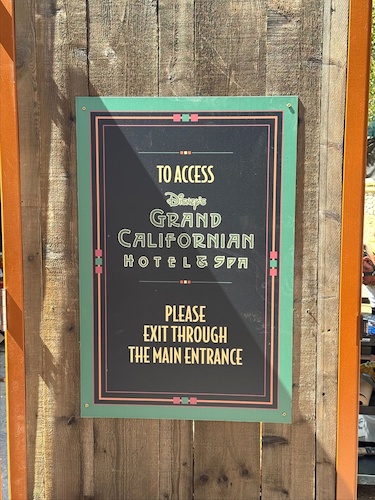 TO ACCESS
Disney's
GRAND
CALIFORNIAN
HOTEL & SPA
PLEASE
EXIT THROUGH
THE MAIN ENTRANCE